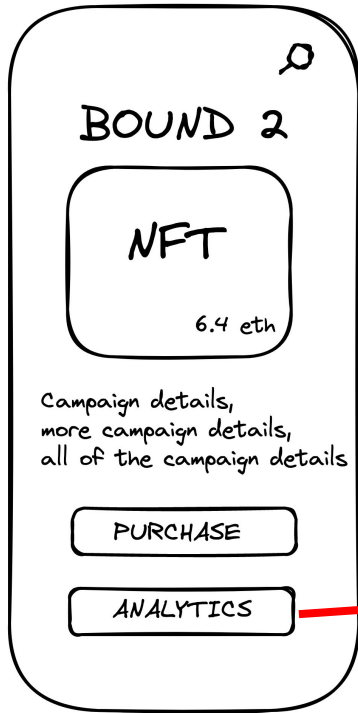 BOUND 2
NFT
6.4 eth
Campaign details,
more campaign details,
all of the campaign details
PURCHASE
ANALYTICS